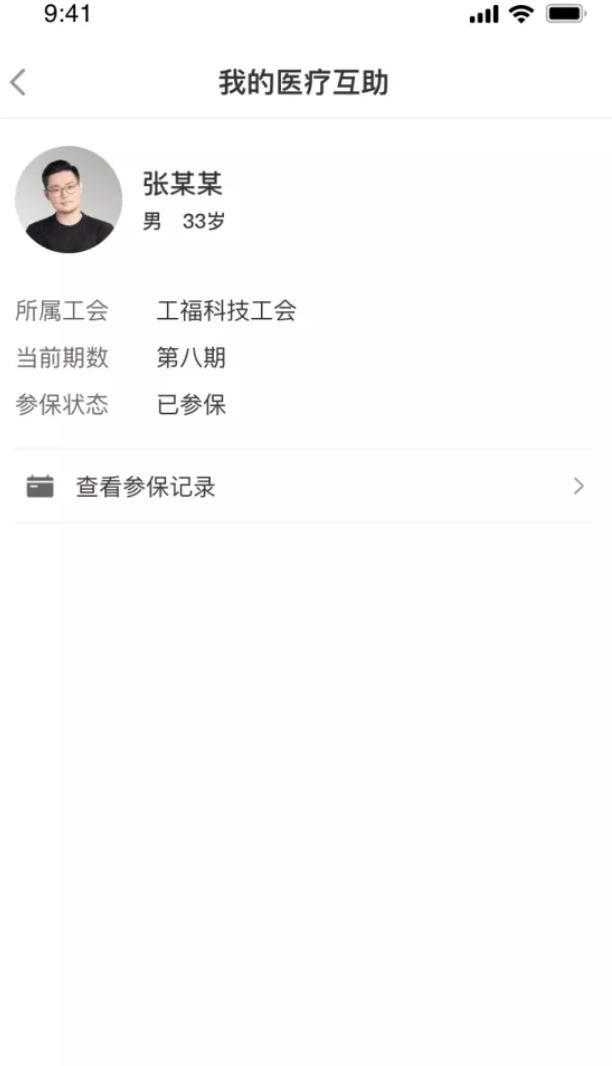 9:41
我的医疗互助
张某某
男 33岁
所属工会 工福科技工会
当前期数 第八期
参保状态 已参保
查看参保记录